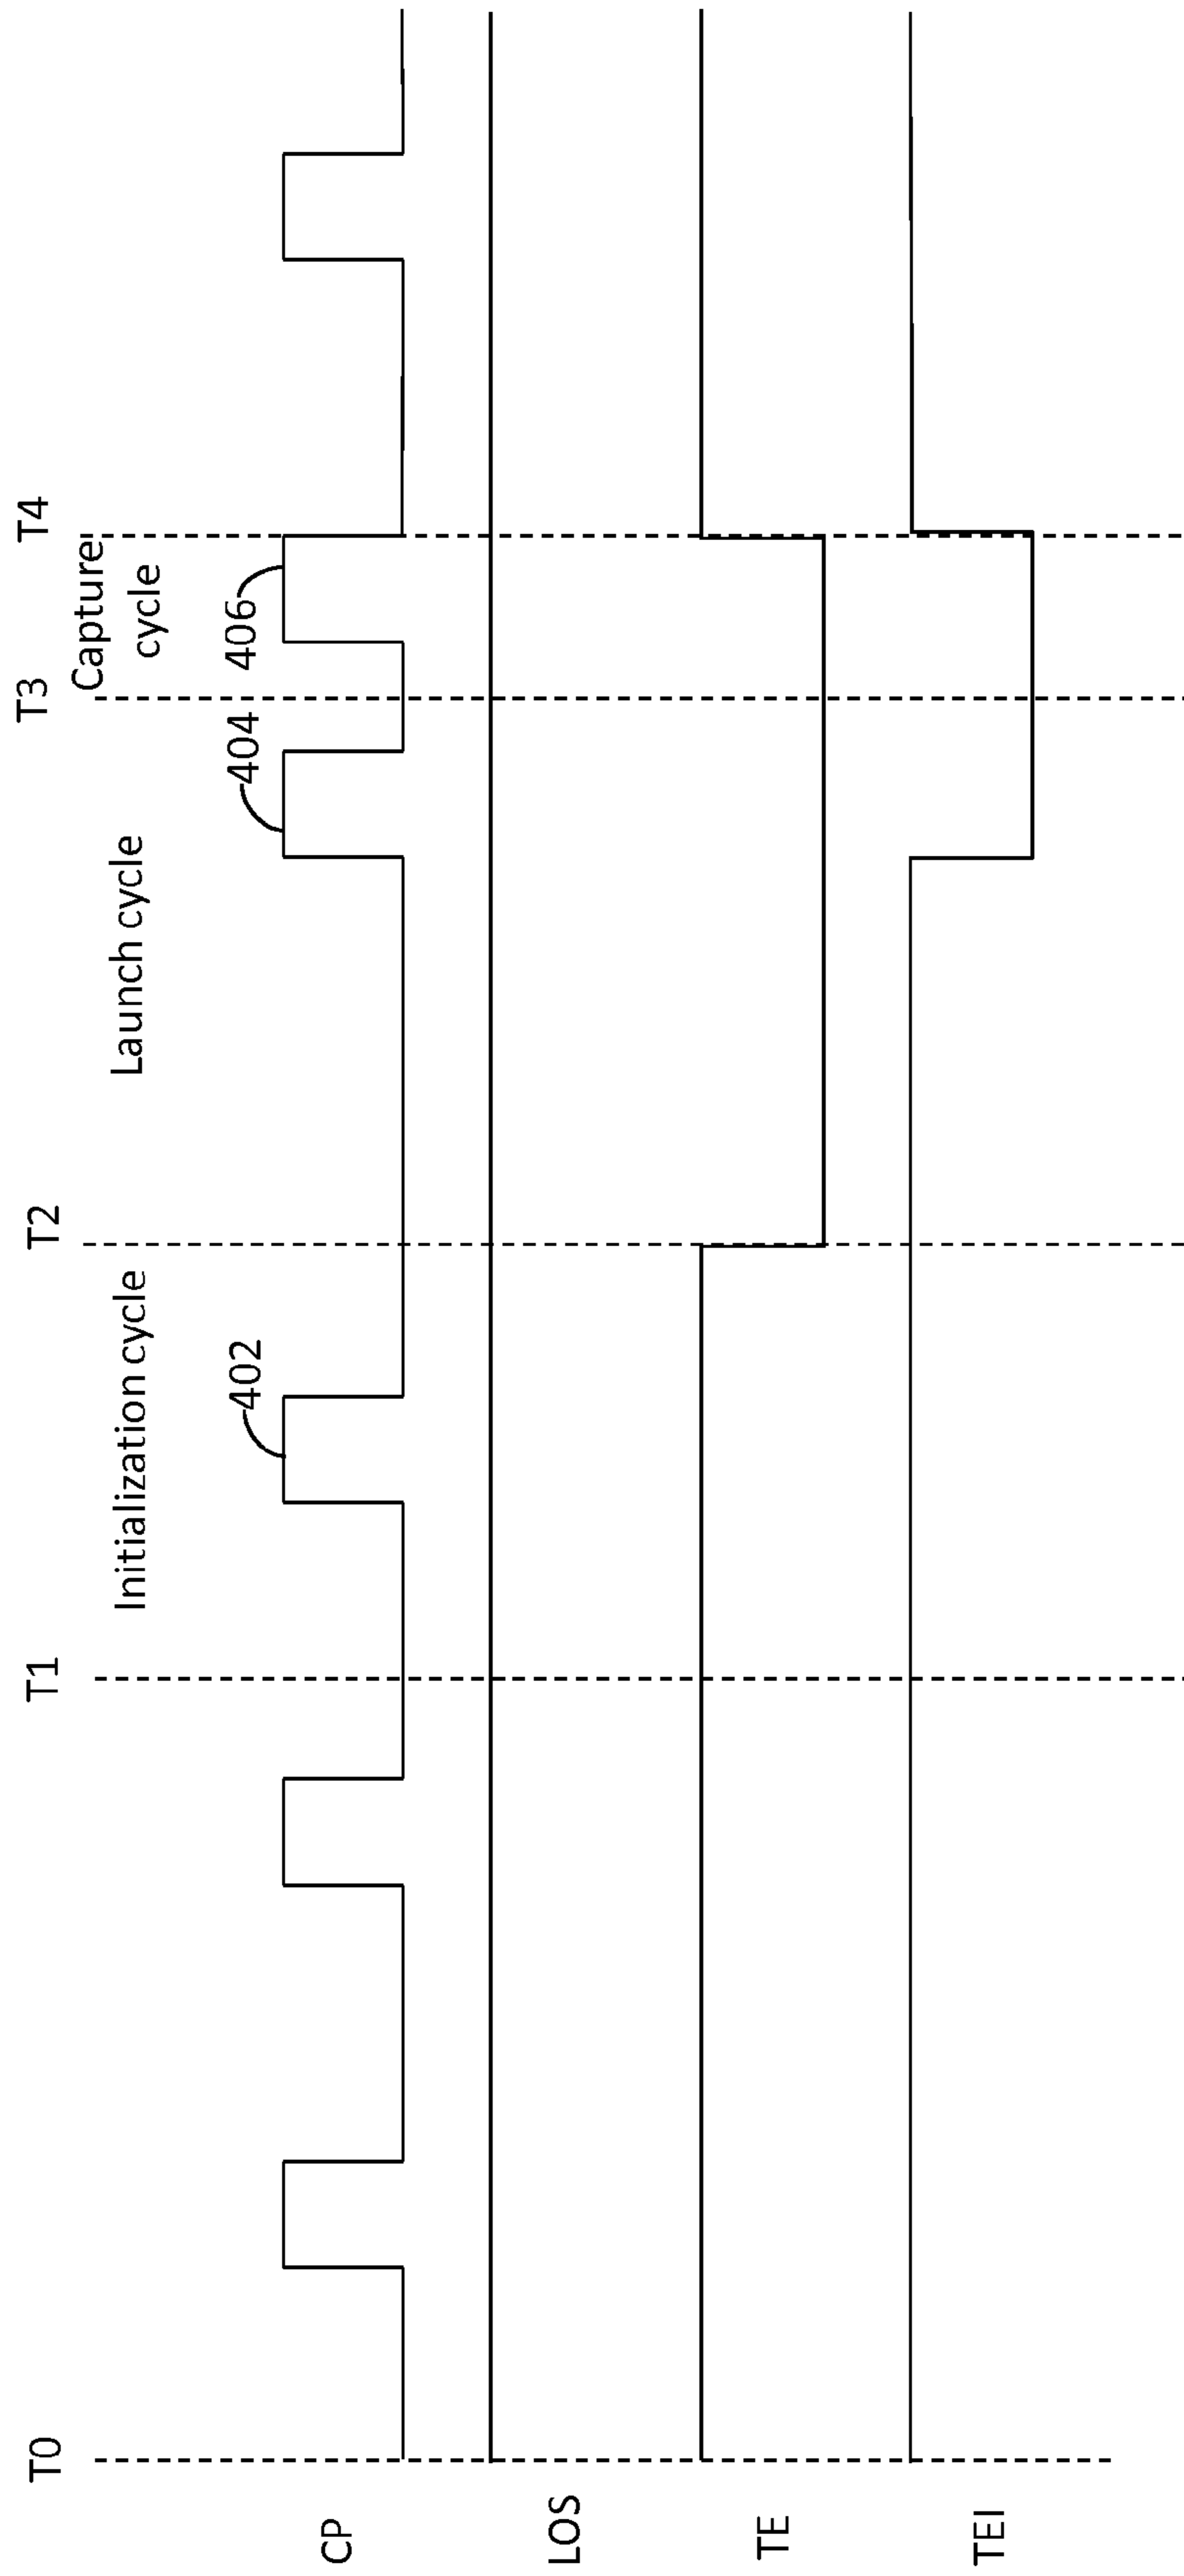 T0
T1
T2
T3
T4
Initialization cycle
Launch cycle
Capture
cycle
402
404
406
CP
LOS
TE
TEI